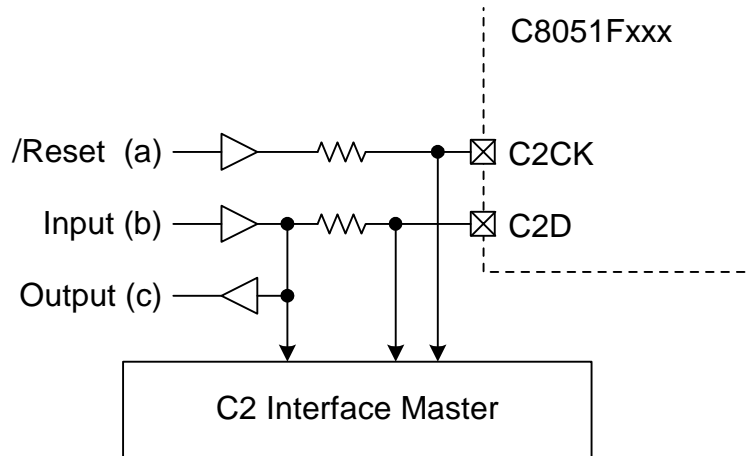 C8051Fxxx
/Reset (a)
C2CK
Input (b)
C2D
Output (c)
C2 Interface Master